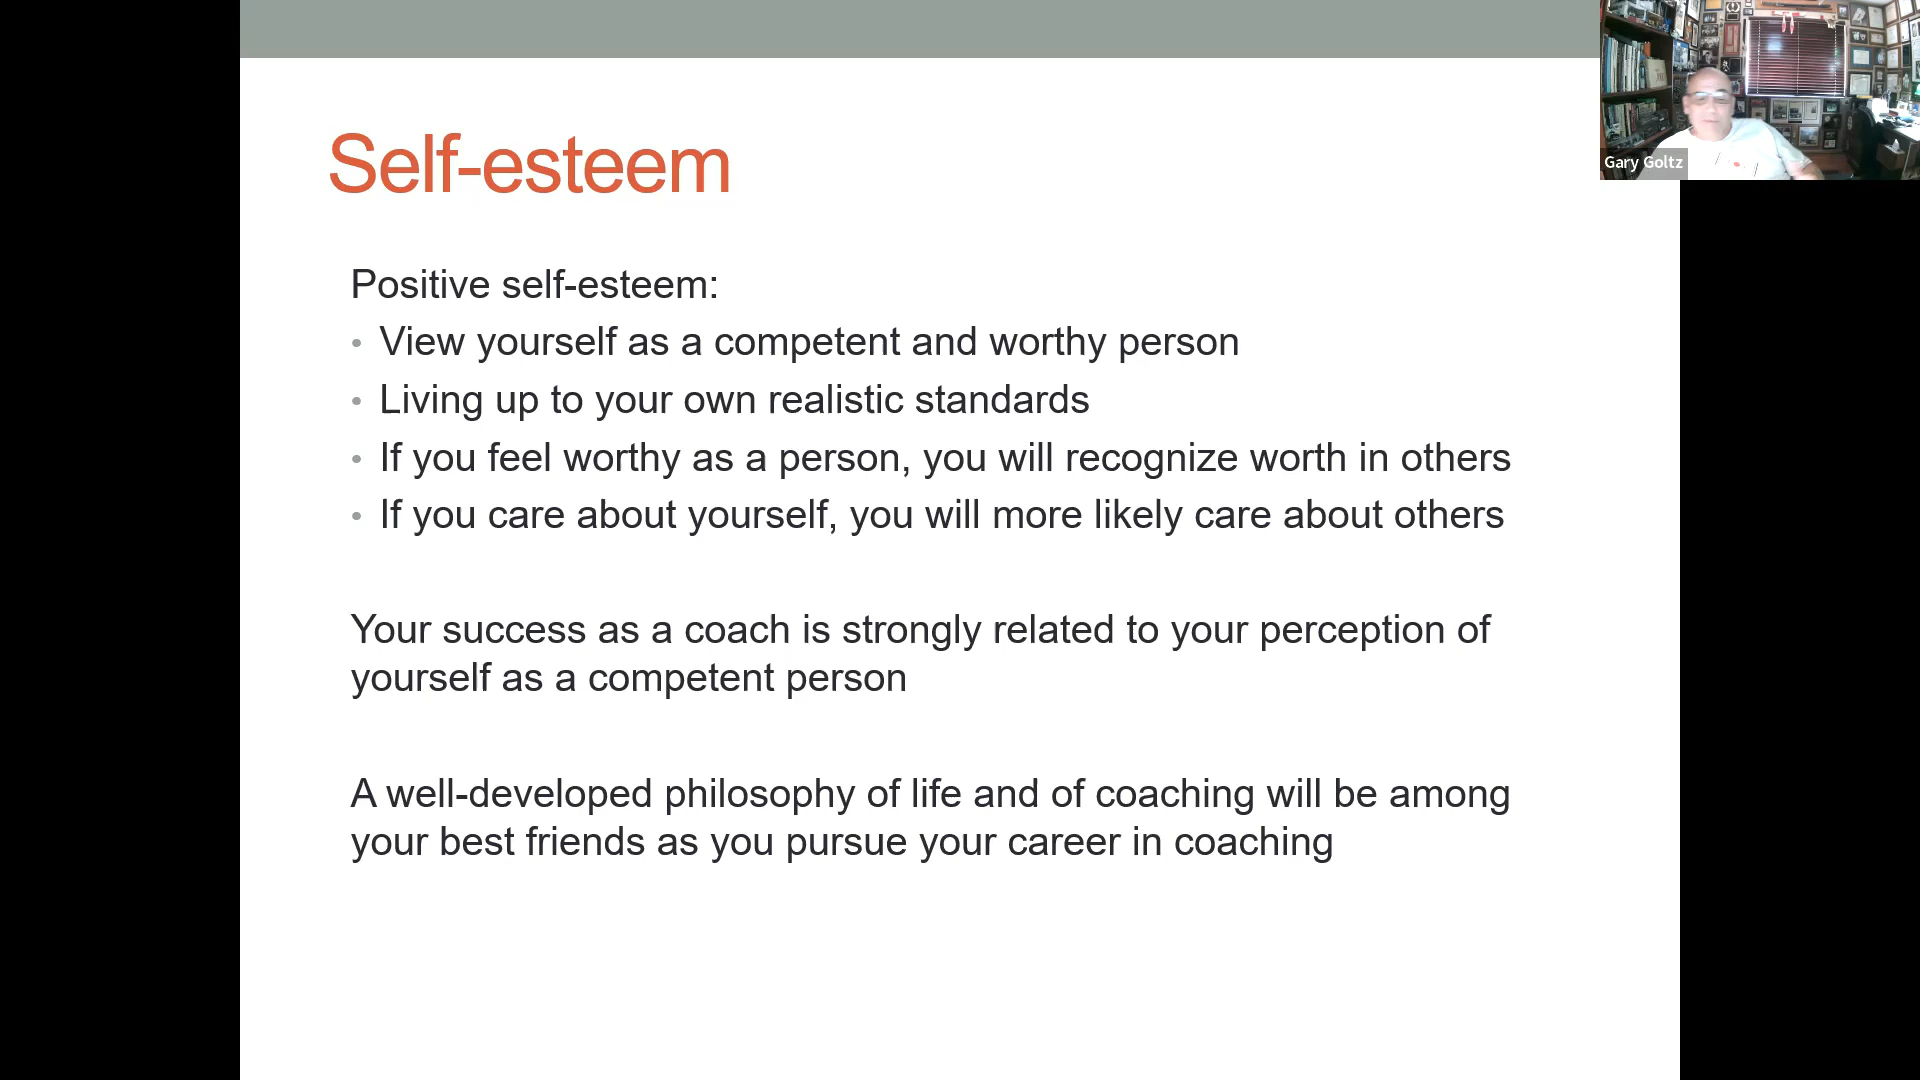 Self-esteem
Gary Goltz
Positive self-esteem:
• View yourself as a competent and worthy person
• Living up to your own realistic standards
• If you feel worthy as a person, you will recognize worth in others
• If you care about yourself, you will more likely care about others
Your success as a coach is strongly related to your perception of
yourself as a competent person
A well-developed philosophy of life and of coaching will be among
your best friends as you pursue your career in coaching